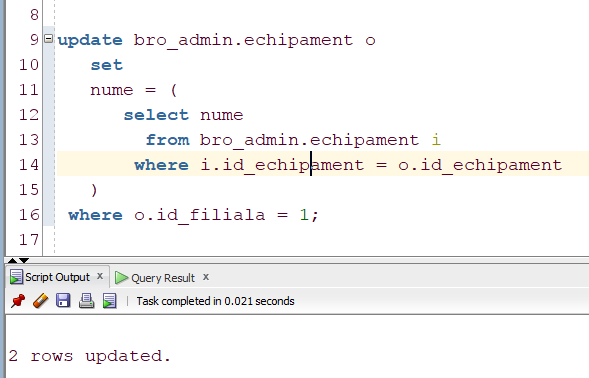 8
9 update bro_admin.echipament o
10 set
11 nume = (
12 select nume
13 from bro_admin.echipament i
14 where i.id_echipament = o.id_echipament
15 )
16 where o.id_filiala = 1;
17
Script Output x Query Result x
Task completed in 0.021 seconds
2 rows updated.